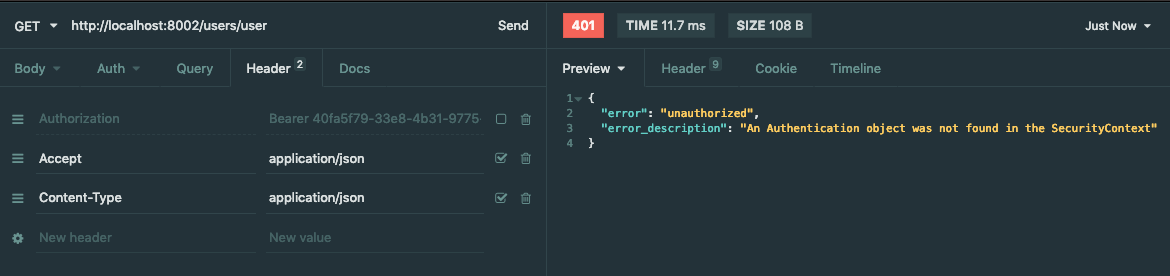 GET http://localhost:8002/users/user Send
401 TIME 11.7 ms SIZE 108 B Just Now
Body Auth Query Header 2 Docs
Preview Header 9 Cookie Timeline
Authorization Bearer 40fa5f79-33e8-4b31-9775-
Accept application/json
Content-Type application/json
New header New value
1 {
2 "error": "unauthorized",
3 "error_description": "An Authentication object was not found in the SecurityContext"
4 }